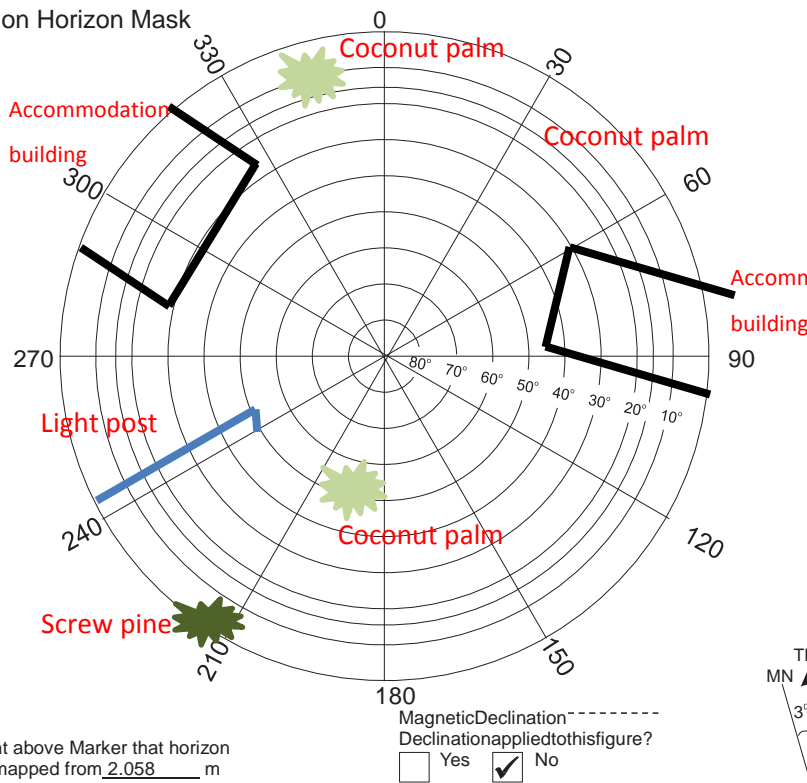 on Horizon Mask
0
330
Coconut palm
30
Accommodation
building
Coconut palm
300
60
Accomm
building
270
90
80° 70° 60° 50° 40° 30° 20° 10°
Light post
240
Coconut palm
120
Screw pine
210
150
180
MN
3°
MagneticDeclination
Declinationappliedtothisfigure?
Yes No
nt above Marker that horizon
mapped from 2.058 m